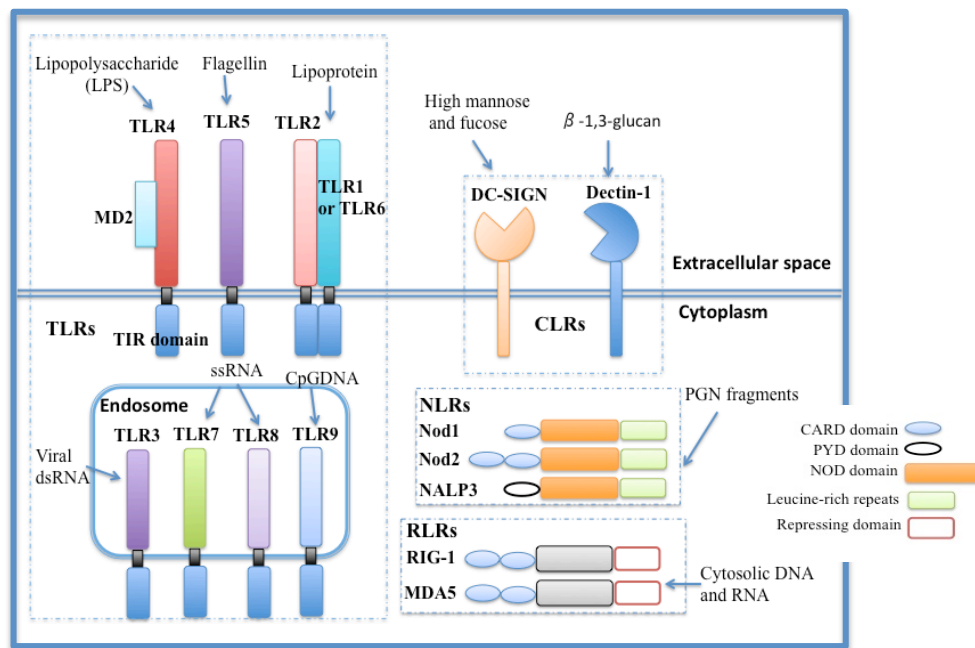 Lipopolysaccharide
(LPS)
Flagellin
Lipoprotein
TLR4
TLR5
TLR2
MD2
TLR1
or TLR6
TLRs
TIR domain
High mannose
and fucose
β-1,3-glucan
DC-SIGN
Dectin-1
CLRs
Extracellular space
Cytoplasm
ssRNA
CpGDNA
Endosome
TLR3
TLR7
TLR8
TLR9
Viral
dsRNA
NLRs
Nod1
Nod2
NALP3
PGN fragments
RLRs
RIG-1
MDA5
Cytosolic DNA
and RNA
CARD domain
PYD domain
NOD domain
Leucine-rich repeats
Repressing domain